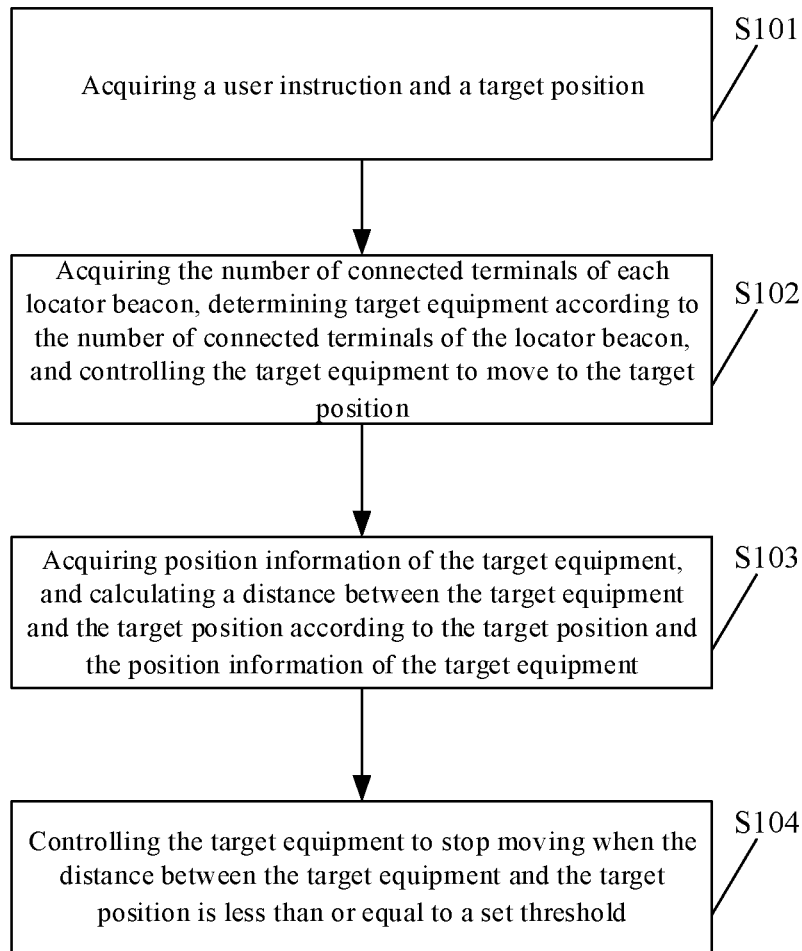 S101
Acquiring a user instruction and a target position
Acquiring the number of connected terminals of each
locator beacon, determining target equipment according to
the number of connected terminals of the locator beacon,
and controlling the target equipment to move to the target
position
S102
Acquiring position information of the target equipment,
and calculating a distance between the target equipment
and the target position according to the target position and
the position information of the target equipment
S103
Controlling the target equipment to stop moving when the
distance between the target equipment and the target
position is less than or equal to a set threshold
S104